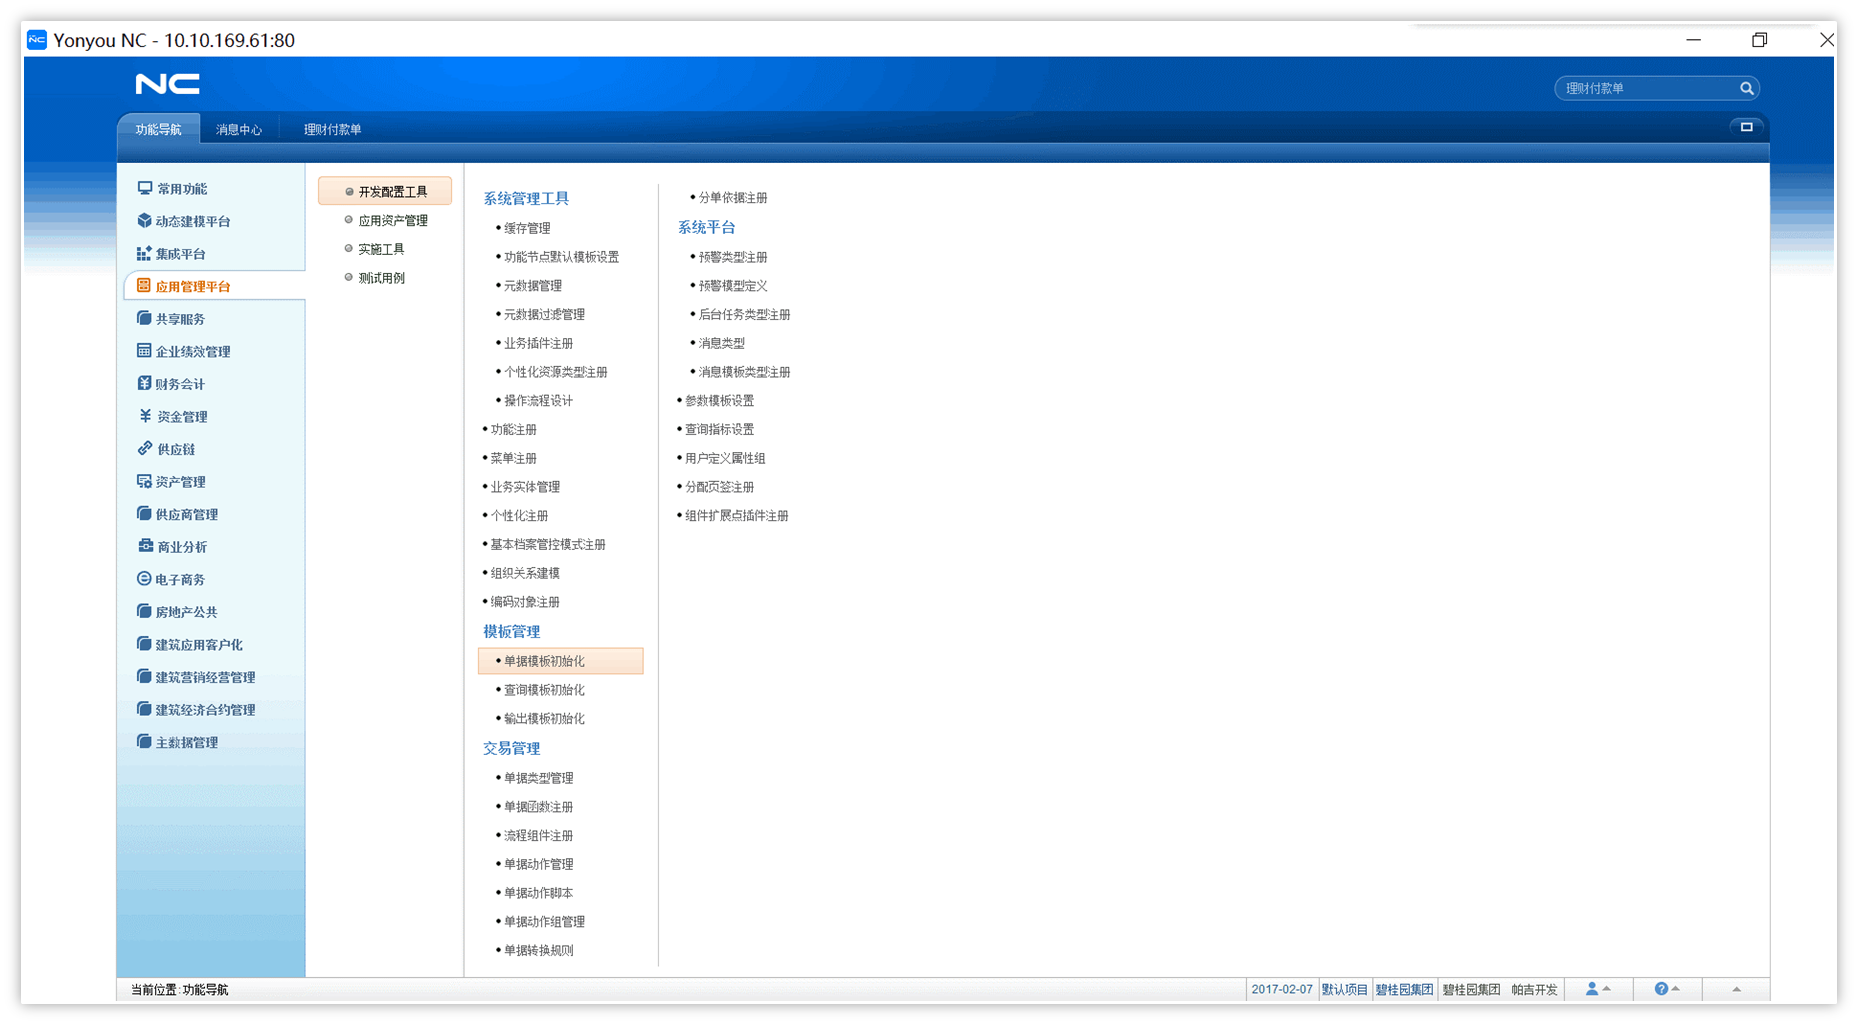 Yonyou NC - 10.10.169.61:80
NC
理财付款单
功能导航
消息中心
理财付款单
常用功能
动态建模平台
集成平台
应用管理平台
共享服务
企业绩效管理
财务会计
资金管理
供应链
资产管理
供应商管理
商业分析
电子商务
房地产公共
建筑应用客户化
建筑营销经营管理
建筑经济合约管理
主数据管理
开发配置工具
应用资产管理
实施工具
测试用例
系统管理工具
缓存管理
功能节点默认模板设置
元数据管理
元数据过滤管理
业务插件注册
个性化资源类型注册
操作流程设计
功能注册
菜单注册
业务实体管理
个性化注册
基本档案管控模式注册
组织关系建模
编码对象注册
模板管理
单据模板初始化
查询模板初始化
输出模板初始化
交易管理
单据类型管理
单据函数注册
流程组件注册
单据动作管理
单据动作脚本
单据动作组管理
单据转换规则
分单依据注册
系统平台
预警类型注册
预警模型定义
后台任务类型注册
消息类型
消息模板类型注册
参数模板设置
查询指标设置
用户定义属性组
分配页签注册
组件扩展点插件注册
当前位置:功能导航
2017-02-07 默认项目 碧桂园集团 碧桂园集团 帕吉开发